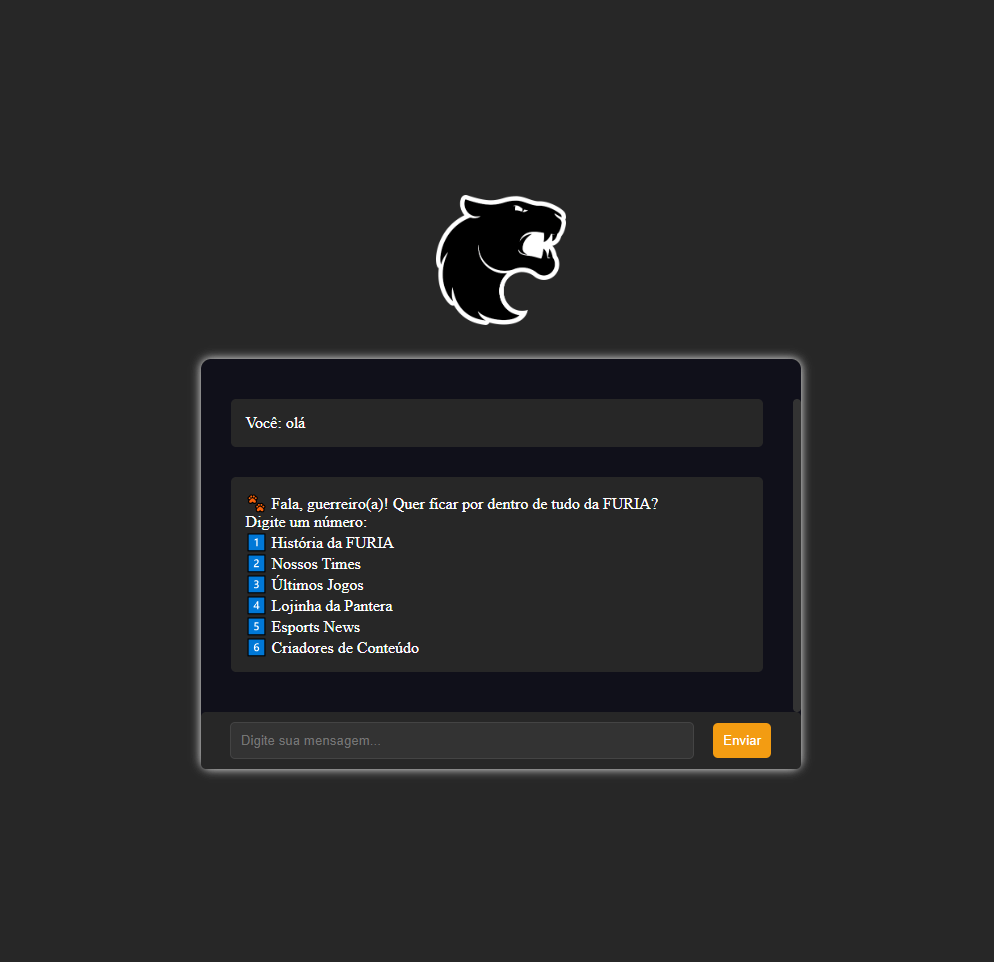 Você: olá
🐾 Fala, guerreiro(a)! Quer ficar por dentro de tudo da FURIA?
Digite um número:
1️⃣ História da FURIA
2️⃣ Nossos Times
3️⃣ Últimos Jogos
4️⃣ Lojinha da Pantera
5️⃣ Esports News
6️⃣ Criadores de Conteúdo
Digite sua mensagem...
Enviar